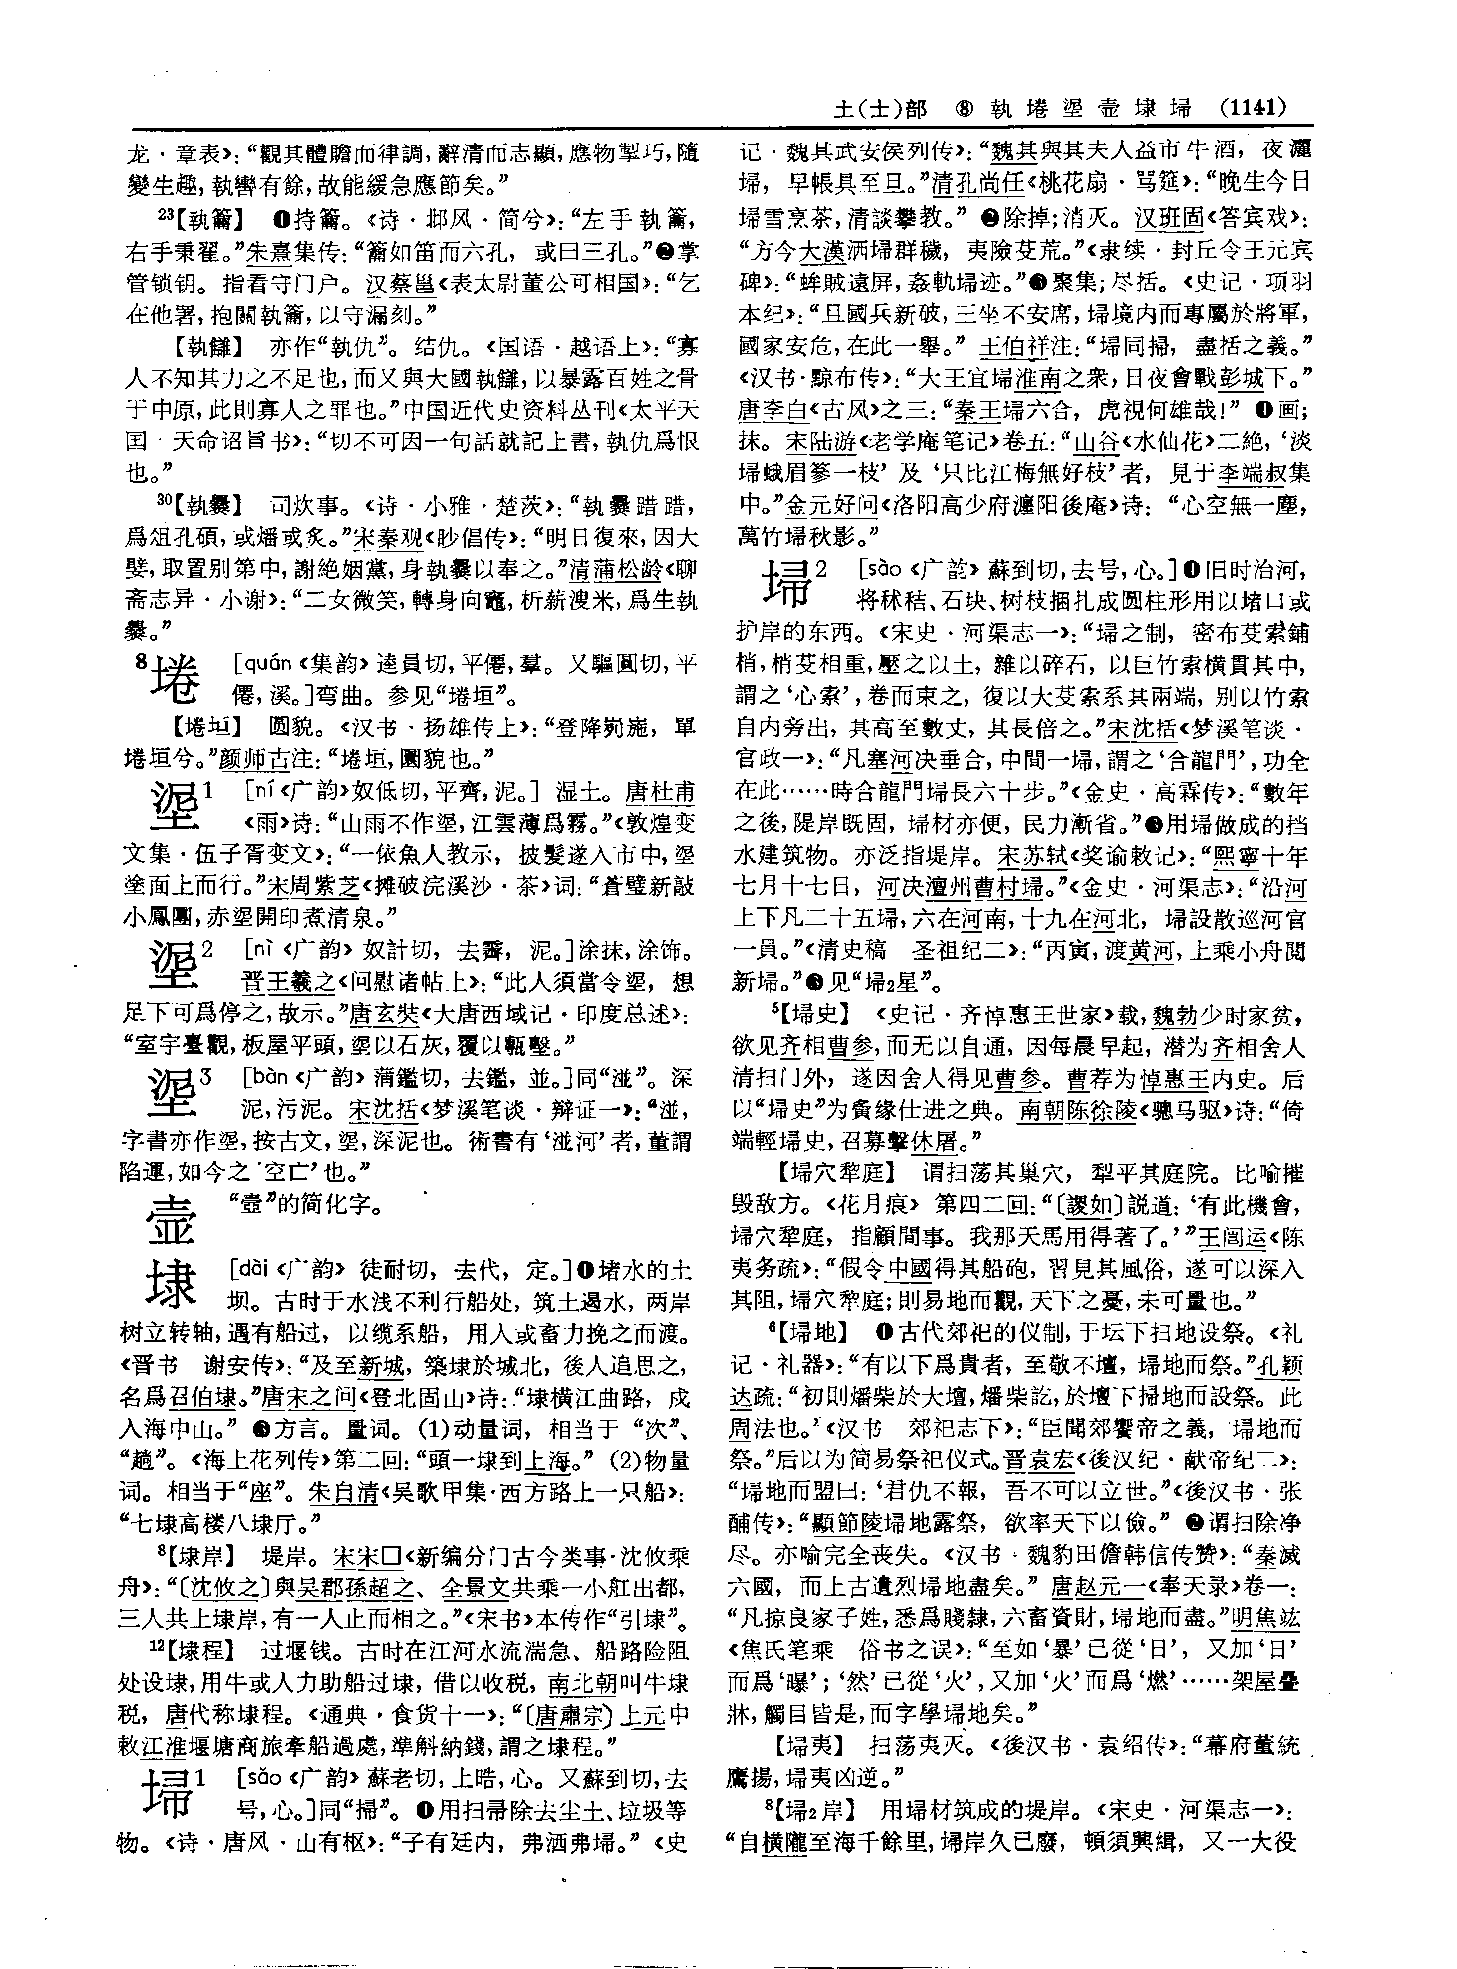 土(士)部　⑧　執　埢　埿　壶　埭　埽　(1141)
龙·章表》：“觀其體贍而律調，辭清而志顯，應物掣巧，隨
變生趣，執轡有餘，故能緩急應節矣。”
23【執籥】　❶持籥。《诗·邶风·简兮》：“左手執籥，
右手秉翟。”朱熹集传：“籥如笛而六孔，或曰三孔。”❷掌
管锁钥。指看守门户。汉蔡邕《表太尉董公可相国》：“乞
在他署，抱關執籥，以守漏刻。”
【執讎】　亦作“執仇”。结仇。《国语·越语上》：“寡
人不知其力之不足也，而又與大國執讎，以暴露百姓之骨
于中原，此則寡人之罪也。”中国近代史资料丛刊《太平天
国·天命诏旨书》：“切不可因一句話就記上書，執仇爲恨
也。”
30【執爨】　司炊事。《诗·小雅·楚茨》：“執爨踖踖，
爲俎孔碩，或燔或炙。”宋秦观《眇倡传》：“明日復來，因大
嬖，取置别第中，謝絶姻黨，身執爨以奉之。”清蒲松龄《聊
斋志异·小谢》：“二女微笑，轉身向竈，析薪溲米，爲生執
爨。”
8埢　[quán《集韵》逵員切，平僊，羣。又驅圓切，平
僊，溪。]弯曲。参见“埢垣”。
【埢垣】　圆貌。《汉书·扬雄传上》：“登降峛崺，單
埢垣兮。”颜师古注：“埢垣，圜貌也。”
埿1　[ní《广韵》奴低切，平齊，泥。]　湿土。唐杜甫
《雨》诗：“山雨不作埿，江雲薄爲霧。”《敦煌变
文集·伍子胥变文》：“一依魚人教示，披髮遂入市中，埿
塗面上而行。”宋周紫芝《摊破浣溪沙·茶》词：“蒼璧新敲
小鳳團，赤埿開印煮清泉。”
埿2　[nì《广韵》奴計切，去霽，泥。]涂抹，涂饰。
晋王羲之《问慰诸帖上》：“此人須當令埿，想
足下可爲停之，故示。”唐玄奘《大唐西域记·印度总述》：
“室宇臺觀，板屋平頭，埿以石灰，覆以甎墼。”
埿3　[bàn《广韵》蒲鑑切，去鑑，並。]同“湴”。深
泥，污泥。宋沈括《梦溪笔谈·辩证一》：“湴，
字書亦作埿，按古文，埿，深泥也。術書有‘湴河’者，董謂
陷運，如今之‘空亡’也。”
壶　“壺”的简化字。
埭　[dài《广韵》徒耐切，去代，定。]❶堵水的土
坝。古时于水浅不利行船处，筑土遏水，两岸
树立转轴，遇有船过，以缆系船，用人或畜力挽之而渡。
《晋书　谢安传》：“及至新城，築埭於城北，後人追思之，
名爲召伯埭。”唐宋之问《登北固山》诗：“埭横江曲路，戍
入海中山。”❷方言。量词。(1)动量词，相当于“次”、
“趟”。《海上花列传》第二回：“頭一埭到上海。”(2)物量
词。相当于“座”。朱自清《吴歌甲集·西方路上一只船》：
“七埭高楼八埭厅。”
8【埭岸】　堤岸。宋宋□《新编分门古今类事·沈攸乘
舟》：“〔沈攸之〕與吴郡孫超之、全景文共乘一小舡出都，
三人共上埭岸，有一人止而相之。”《宋书》本传作“引埭”。
12【埭程】　过堰钱。古时在江河水流湍急、船路险阻
处设埭，用牛或人力助船过埭，借以收税，南北朝叫牛埭
税，唐代称埭程。《通典·食货十一》：“〔唐肅宗〕上元中
敕江淮堰塘商旅牽船過處，準斛納錢，謂之埭程。”
埽1　[sǎo《广韵》蘇老切，上晧，心。又蘇到切，去
号，心。]同“掃”。❶用扫帚除去尘土、垃圾等
物。《诗·唐风·山有枢》：“子有廷内，弗洒弗埽。”《史
记·魏其武安侯列传》：“魏其與其夫人益市牛酒，夜灑
埽，早帳具至旦。”清孔尚任《桃花扇·骂筵》：“晚生今日
埽雪烹茶，清談攀教。”❷除掉；消灭。汉班固《答宾戏》：
“方今大漢洒埽群穢，夷險芟荒。”《隶续·封丘令王元宾
碑》：“蛑賊遠屏，姦軌埽迹。”❸聚集；尽括。《史记·项羽
本纪》：“且國兵新破，王坐不安席，埽境内而專屬於將軍，
國家安危，在此一舉。”王伯祥注：“埽同掃，盡括之義。”
《汉书·黥布传》：“大王宜埽淮南之衆，日夜會戰彭城下。”
唐李白《古风》之三：“秦王埽六合，虎視何雄哉！”❹画；
抹。宋陆游《老学庵笔记》卷五：“山谷《水仙花》二絶，‘淡
埽蛾眉篸一枝’及‘只比江梅無好枝’者，見于李端叔集
中。”金元好问《洛阳高少府瀍阳後庵》诗：“心空無一塵，
萬竹埽秋影。”
埽2　[sào《广韵》蘇到切，去号，心。]❶旧时治河，
将秫秸、石块、树枝捆扎成圆柱形用以堵口或
护岸的东西。《宋史·河渠志一》：“埽之制，密布芟索鋪
梢，梢芟相重，壓之以土，雜以碎石，以巨竹索横貫其中，
謂之‘心索’，卷而束之，復以大芟索系其兩端，别以竹索
自内旁出，其高至數丈，其長倍之。”宋沈括《梦溪笔谈·
官政一》：“凡塞河决垂合，中間一埽，謂之‘合龍門’，功全
在此……時合龍門埽長六十步。”《金史·高霖传》：“數年
之後，隄岸既固，埽材亦便，民力漸省。”❷用埽做成的挡
水建筑物。亦泛指堤岸。宋苏轼《奖谕敕记》：“熙寧十年
七月十七日，河决澶州曹村埽。”《金史·河渠志》：“沿河
上下凡二十五埽，六在河南，十九在河北，埽設散巡河官
一員。”《清史稿　圣祖纪二》：“丙寅，渡黄河，上乘小舟閲
新埽。”❸见“埽2星”。
5【埽史】　《史记·齐悼惠王世家》载，魏勃少时家贫，
欲见齐相曹参，而无以自通，因每晨早起，潜为齐相舍人
清扫门外，遂因舍人得见曹参。曹荐为悼惠王内史。后
以“埽史”为夤缘仕进之典。南朝陈徐陵《骢马驱》诗：“倚
端輕埽史，召募擊休屠。”
【埽穴犂庭】　谓扫荡其巢穴，犁平其庭院。比喻摧
毁敌方。《花月痕》第四二回：“〔謖如〕説道：‘有此機會，
埽穴犂庭，指顧間事。我那天馬用得著了。’”王闿运《陈
夷务疏》：“假令中國得其船砲，習見其風俗，遂可以深入
其阻，埽穴犂庭；則易地而觀，天下之憂，未可量也。”
6【埽地】　❶古代郊祀的仪制，于坛下扫地设祭。《礼
记·礼器》：“有以下爲貴者，至敬不壇，埽地而祭。”孔颖
达疏：“初則燔柴於大壇，燔柴訖，於壇下掃地而設祭。此
周法也。”《汉书　郊祀志下》：“臣聞郊饗帝之義，埽地而
祭。”后以为简易祭祀仪式。晋袁宏《後汉纪·献帝纪二》：
“埽地而盟曰：‘君仇不報，吾不可以立世。”《後汉书·张
酺传》：“顯節陵埽地露祭，欲率天下以儉。”❷谓扫除净
尽。亦喻完全丧失。《汉书·魏豹田儋韩信传赞》：“秦滅
六國，而上古遺烈埽地盡矣。”唐赵元一《奉天录》卷一：
“凡掠良家子姓，悉爲賤隸，六畜資財，埽地而盡。”明焦竑
《焦氏笔乘　俗书之误》：“至如‘暴’已從‘日’，又加‘日’
而爲‘曝’；‘然’已從‘火’，又加‘火’而爲‘燃’……架屋疊
牀，觸目皆是，而字學埽地矣。”
【埽夷】　扫荡夷灭。《後汉书·袁绍传》：“幕府董統
鷹揚，埽夷凶逆。”
8【埽2岸】　用埽材筑成的堤岸。《宋史·河渠志一》：
“自横隴至海千餘里，埽岸久已廢，頓須興緝，又一大役